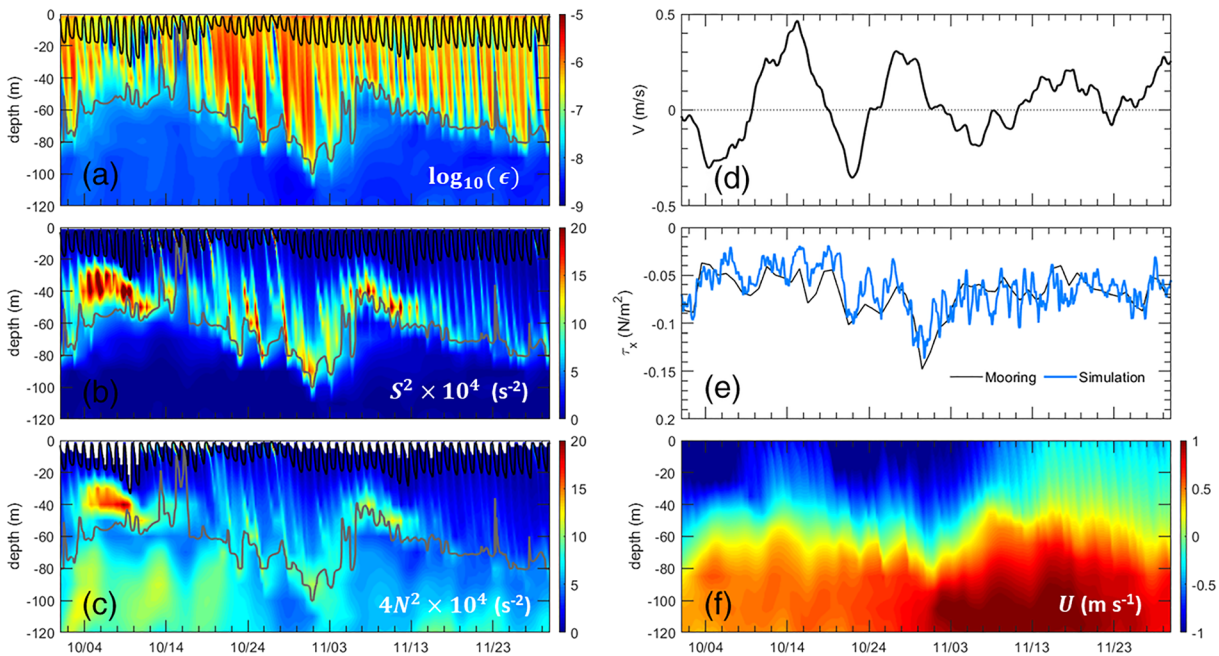 0
-20
-40
-60
-80
-100
-120
depth (m)
(a)
log₁₀(ϵ)
-5
-6
-7
-8
-9
0
-20
-40
-60
-80
-100
-120
depth (m)
(b)
S² × 10⁴ (s⁻²)
20
15
10
5
0
0
-20
-40
-60
-80
-100
-120
depth (m)
(c)
4N² × 10⁴ (s⁻²)
20
15
10
5
0
10/04 10/14 10/24 11/03 11/13 11/23
0.5
0
-0.5
V (m/s)
(d)
0
-0.05
-0.1
-0.15
0.2
τx (N/m²)
(e)
Mooring Simulation
0
-20
-40
-60
-80
-100
-120
depth (m)
(f)
U (m s⁻¹)
1
0.5
0
-0.5
-1
10/04 10/14 10/24 11/03 11/13 11/23